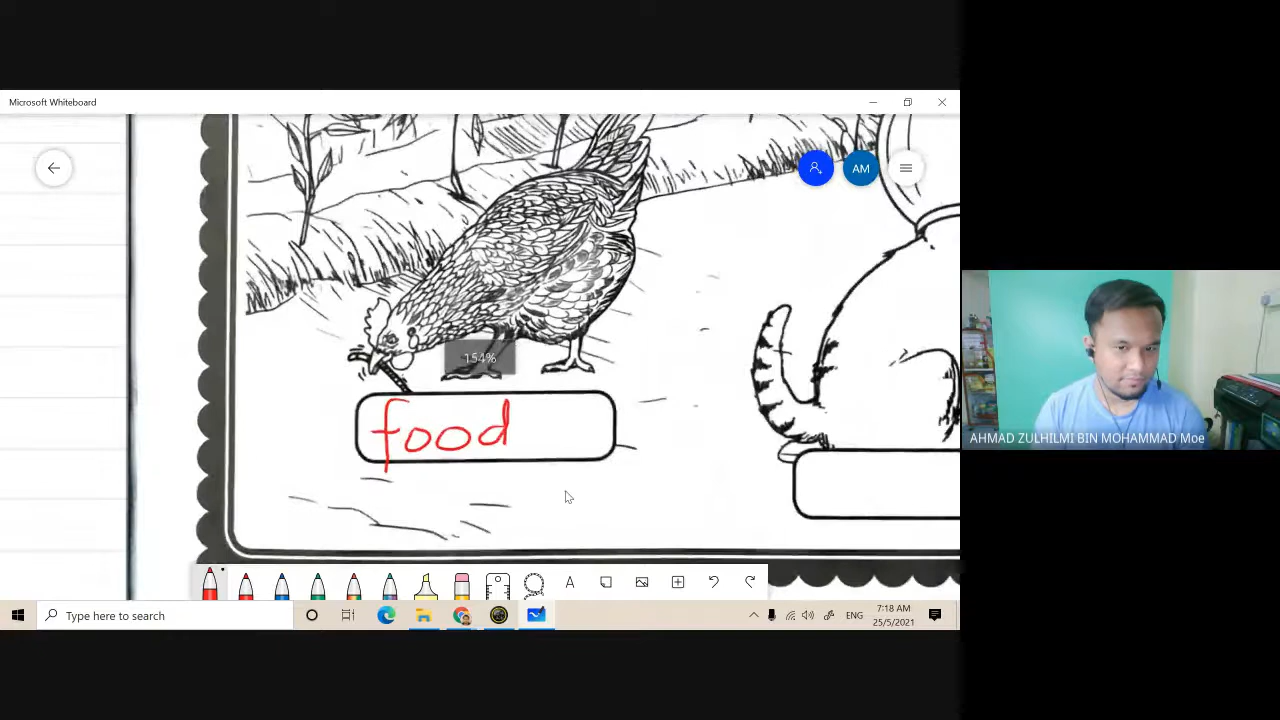 Microsoft Whiteboard
AM
154%
food
AHMAD ZULHILMI BIN MOHAMMAD Moe
A
Type here to search
ENG
7:18 AM
25/5/2021